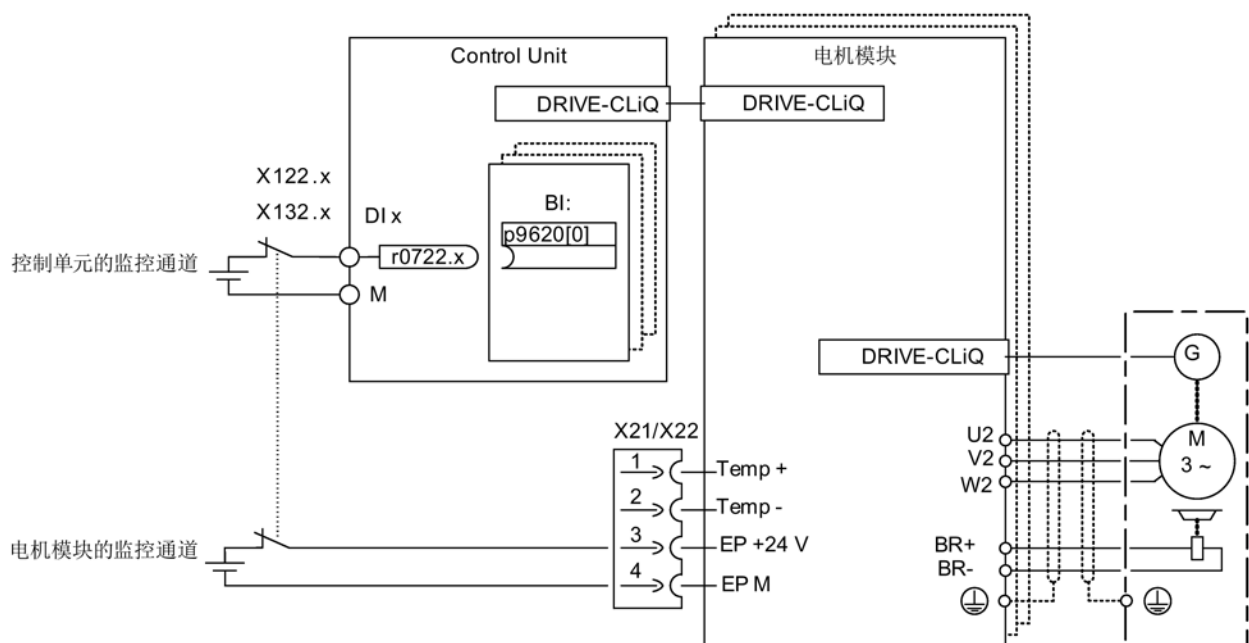 Control Unit
电机模块
DRIVE-CLiQ
DRIVE-CLiQ
X122.x
X132.x
DI x
BI:
p9620[0]
r0722.x
控制单元的监控通道
M
DRIVE-CLiQ
G
X21/X22
1
Temp +
2
Temp -
3
EP +24 V
4
EP M
电机模块的监控通道
U2
V2
W2
M
3 ~
BR+
BR-